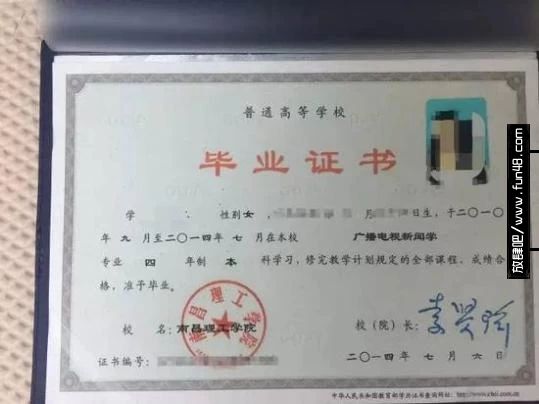 普通高等学校
毕业证书
学 性别女, 月 日生,于二〇一〇
年九月至二〇一四年七月在本校 广播电视新闻学
专业 四 年制 本 科学习,修完教学计划规定的全部课程、成绩合
格,准予毕业。
校 名:南昌理工学院
校(院)长:
证书编号:
二〇一四年七月六日
中华人民共和国教育部学历证书查询网址:http://www.chsi.com.cn
南昌理工学院
放肆吧/www.fun48.com